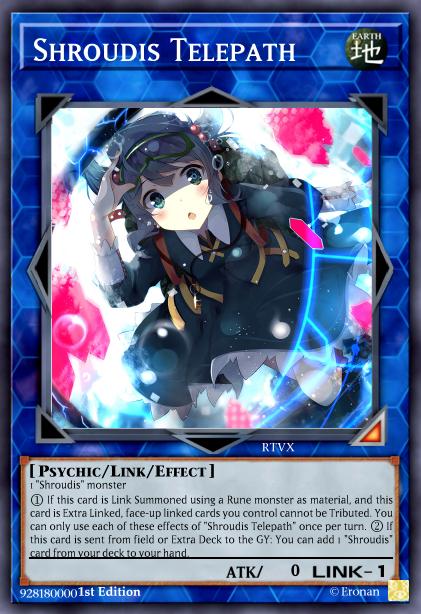 SHROUDIS TELEPATH
EARTH
地
RTVX
[ PSYCHIC/LINK/EFFECT ]
1 "Shroudis" monster
① If this card is Link Summoned using a Rune monster as material, and this
card is Extra Linked, face-up linked cards you control cannot be Tributed. You
can only use each of these effects of "Shroudis Telepath" once per turn. ② If
this card is sent from field or Extra Deck to the GY: You can add 1 "Shroudis"
card from your deck to your hand.
ATK/ 0 LINK-1
928180000 1st Edition © Eronan